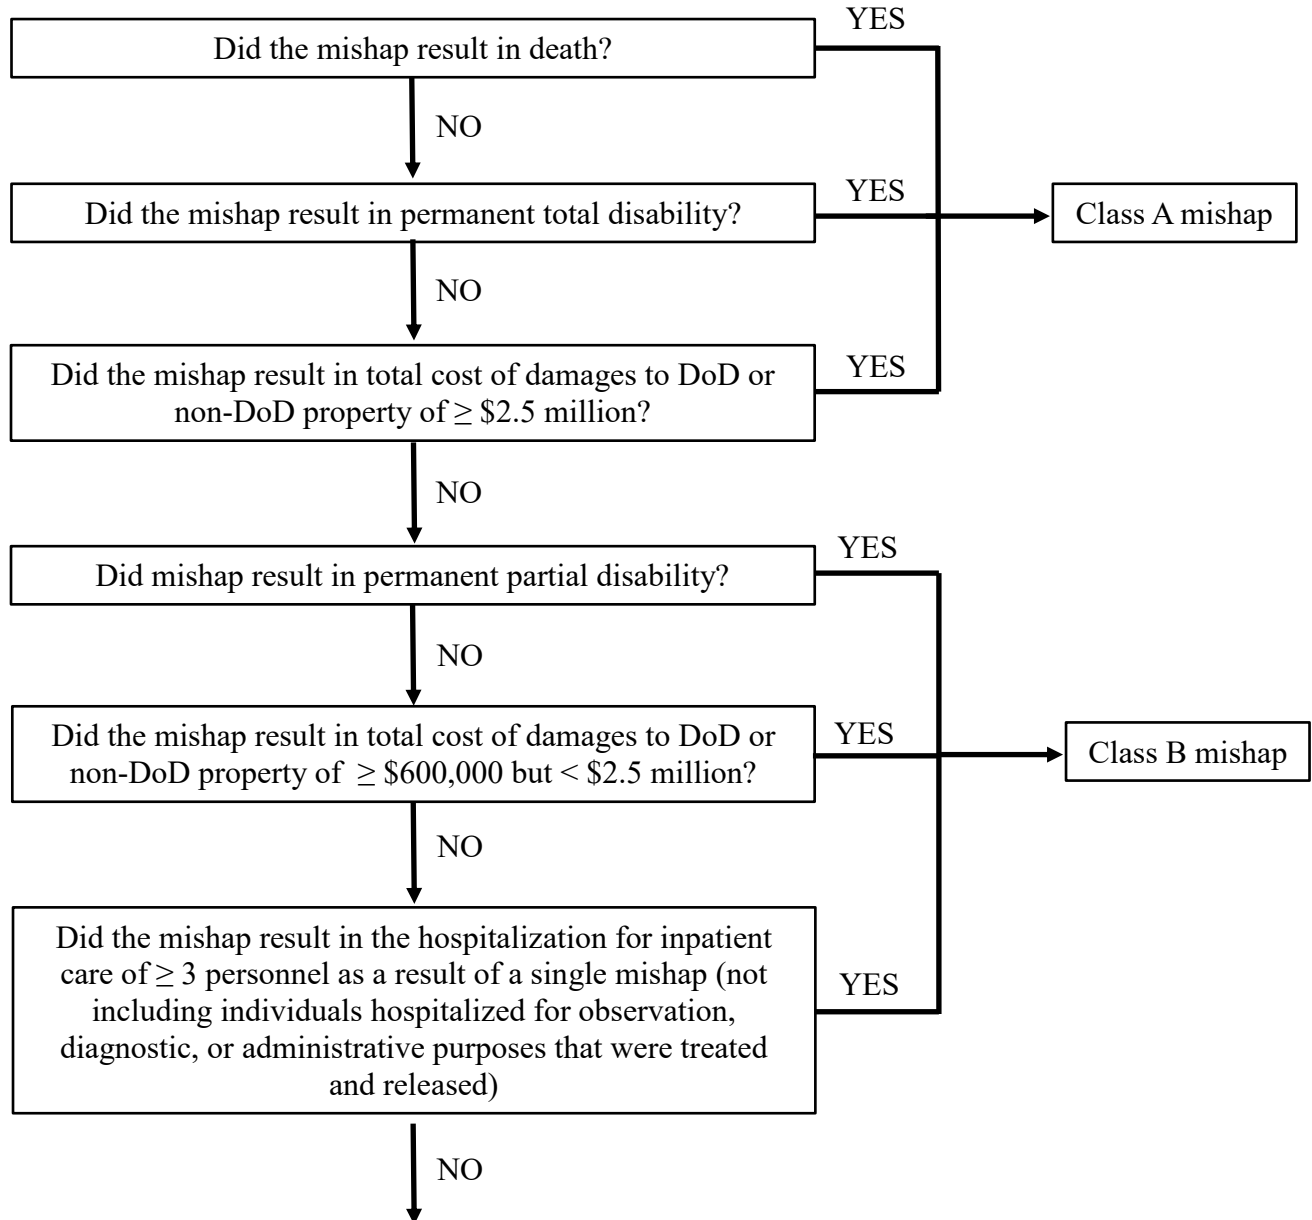 YES
Did the mishap result in death?
NO
YES
Did the mishap result in permanent total disability?
Class A mishap
NO
YES
Did the mishap result in total cost of damages to DoD or
non-DoD property of ≥ $2.5 million?
NO
YES
Did mishap result in permanent partial disability?
NO
YES
Did the mishap result in total cost of damages to DoD or
non-DoD property of ≥ $600,000 but < $2.5 million?
Class B mishap
NO
Did the mishap result in the hospitalization for inpatient
care of ≥ 3 personnel as a result of a single mishap (not
including individuals hospitalized for observation,
diagnostic, or administrative purposes that were treated
and released)
YES
NO